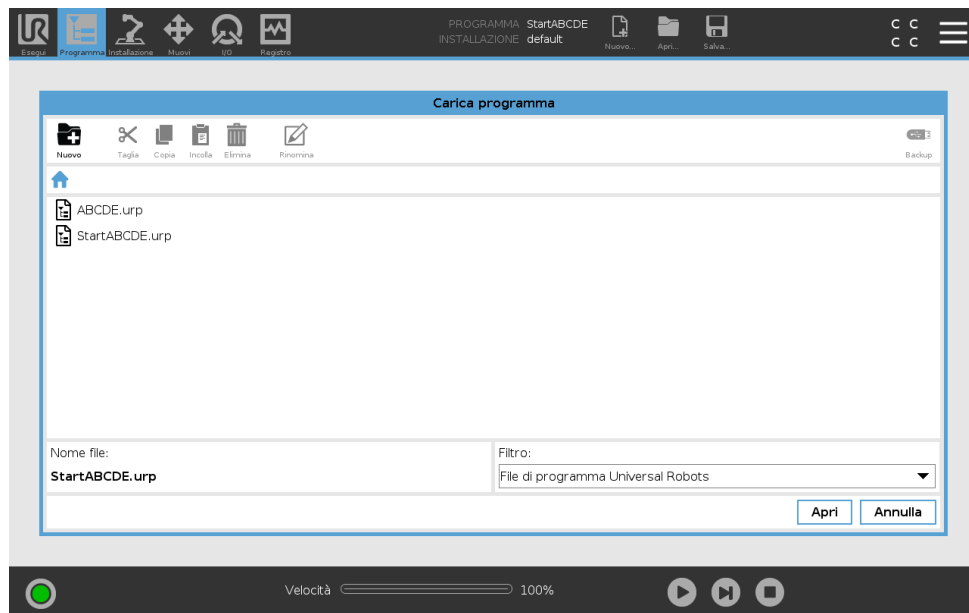 PROGRAMMA StartABCDE
INSTALLAZIONE default
C C
C C
Esegui Programma Installazione Muovi I/O Registro Nuovo... Apri... Salva...
Carica programma
Nuovo Taglia Copia Incolla Elimina Rinomina Backup
ABCDE.urp
StartABCDE.urp
Nome file: Filtro:
StartABCDE.urp File di programma Universal Robots
Apri Annulla
Velocità 100%